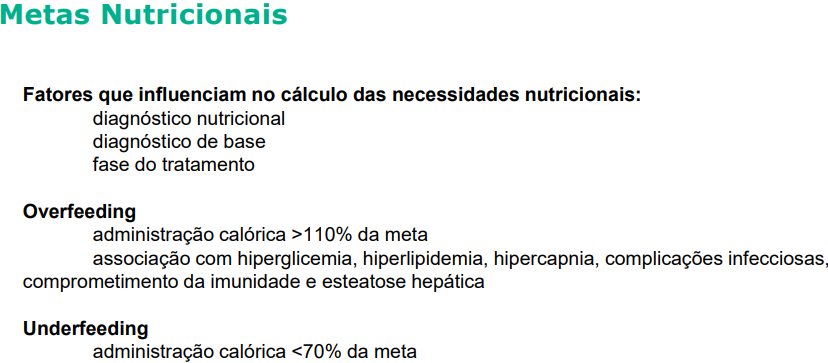 Metas Nutricionais
Fatores que influenciam no cálculo das necessidades nutricionais:
diagnóstico nutricional
diagnóstico de base
fase do tratamento
Overfeeding
administração calórica >110% da meta
associação com hiperglicemia, hiperlipidemia, hipercapnia, complicações infecciosas,
comprometimento da imunidade e esteatose hepática
Underfeeding
administração calórica <70% da meta